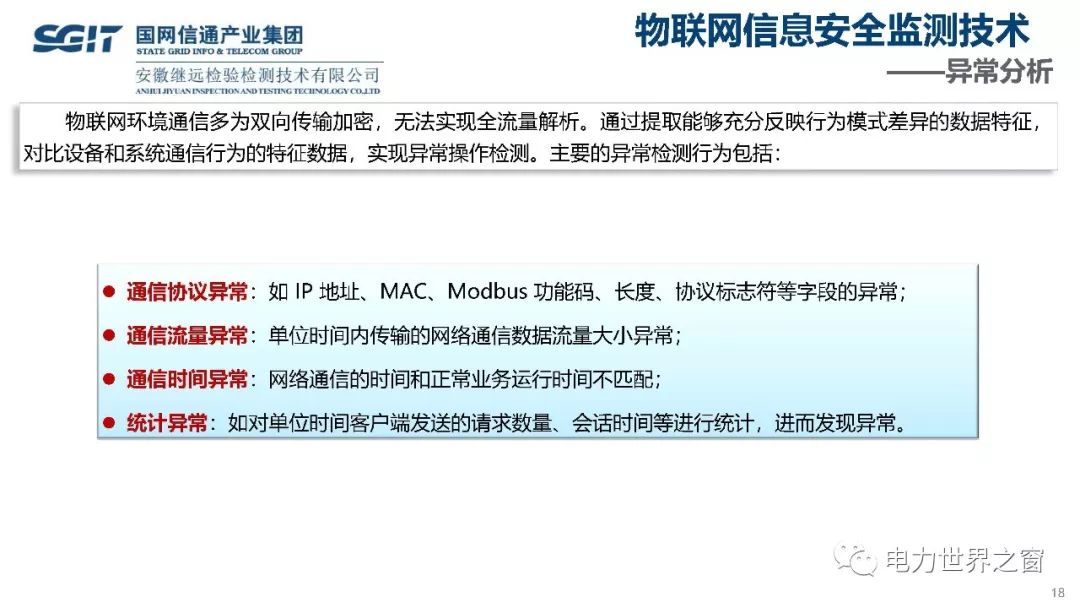 SGIT
国网信通产业集团
STATE GRID INFO & TELECOM GROUP
安徽继远检验检测技术有限公司
ANHUI JIYUAN INSPECTION AND TESTING TECHNOLOGY CO.,LTD
物联网信息安全监测技术
——异常分析
物联网环境通信多为双向传输加密，无法实现全流量解析。通过提取能够充分反映行为模式差异的数据特征，
对比设备和系统通信行为的特征数据，实现异常操作检测。主要的异常检测行为包括：
● 通信协议异常：如 IP 地址、MAC、Modbus 功能码、长度、协议标志符等字段的异常；
● 通信流量异常：单位时间内传输的网络通信数据流量大小异常；
● 通信时间异常：网络通信的时间和正常业务运行时间不匹配；
● 统计异常：如对单位时间客户端发送的请求数量、会话时间等进行统计，进而发现异常。
电力世界之窗
18